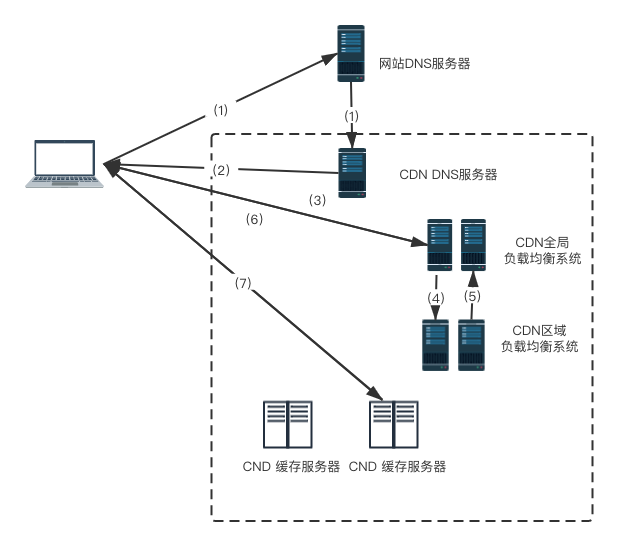 网站DNS服务器
(1)
(1)
(2)
CDN DNS服务器
(3)
(6)
CDN全局
负载均衡系统
(7)
(4)
(5)
CDN区域
负载均衡系统
CND 缓存服务器
CND 缓存服务器